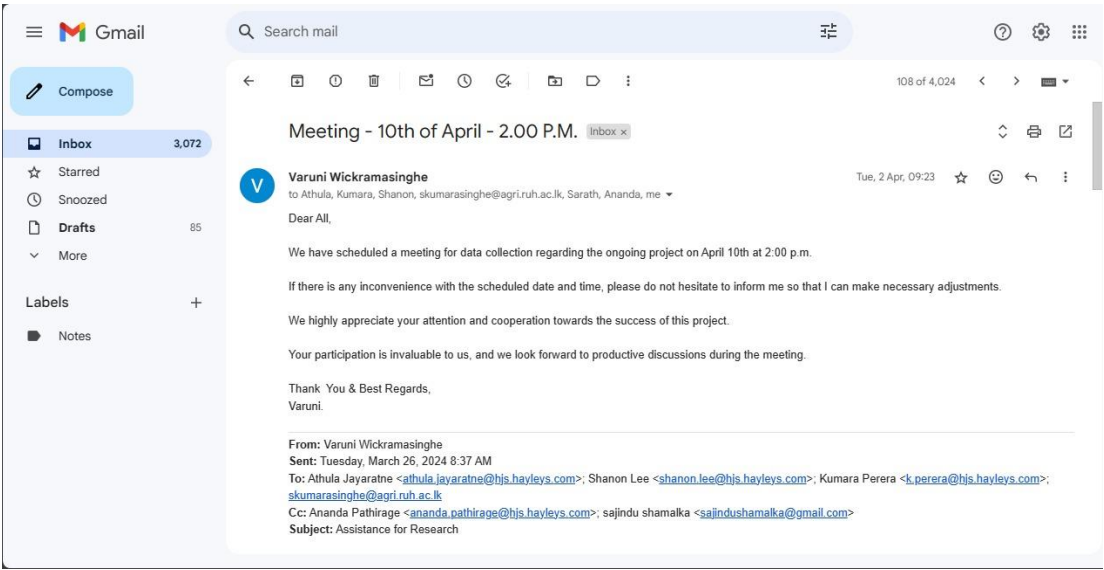 Gmail
Search mail
Compose
108 of 4,024
Inbox 3,072
Starred
Snoozed
Drafts 85
More
Labels +
Notes
Meeting - 10th of April - 2.00 P.M. Inbox ×
V
Varuni Wickramasinghe Tue, 2 Apr, 09:23
to Athula, Kumara, Shanon, skumarasinghe@agri.ruh.ac.lk, Sarath, Ananda, me
Dear All,
We have scheduled a meeting for data collection regarding the ongoing project on April 10th at 2:00 p.m.
If there is any inconvenience with the scheduled date and time, please do not hesitate to inform me so that I can make necessary adjustments.
We highly appreciate your attention and cooperation towards the success of this project.
Your participation is invaluable to us, and we look forward to productive discussions during the meeting.
Thank You & Best Regards,
Varuni.
From: Varuni Wickramasinghe
Sent: Tuesday, March 26, 2024 8:37 AM
To: Athula Jayaratne <athula.jayaratne@hjs.hayleys.com>; Shanon Lee <shanon.lee@hjs.hayleys.com>; Kumara Perera <k.perera@hjs.hayleys.com>;
skumarasinghe@agri.ruh.ac.lk
Cc: Ananda Pathirage <ananda.pathirage@hjs.hayleys.com>; sajindu shamalka <sajindushamalka@gmail.com>
Subject: Assistance for Research